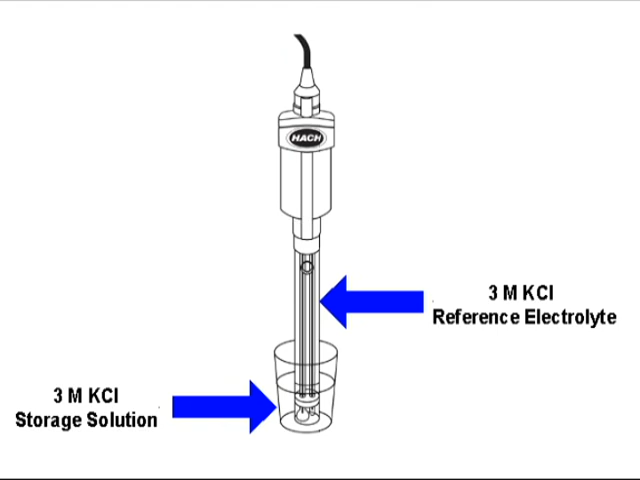 HACH
3 M KCl
Reference Electrolyte
3 M KCl
Storage Solution